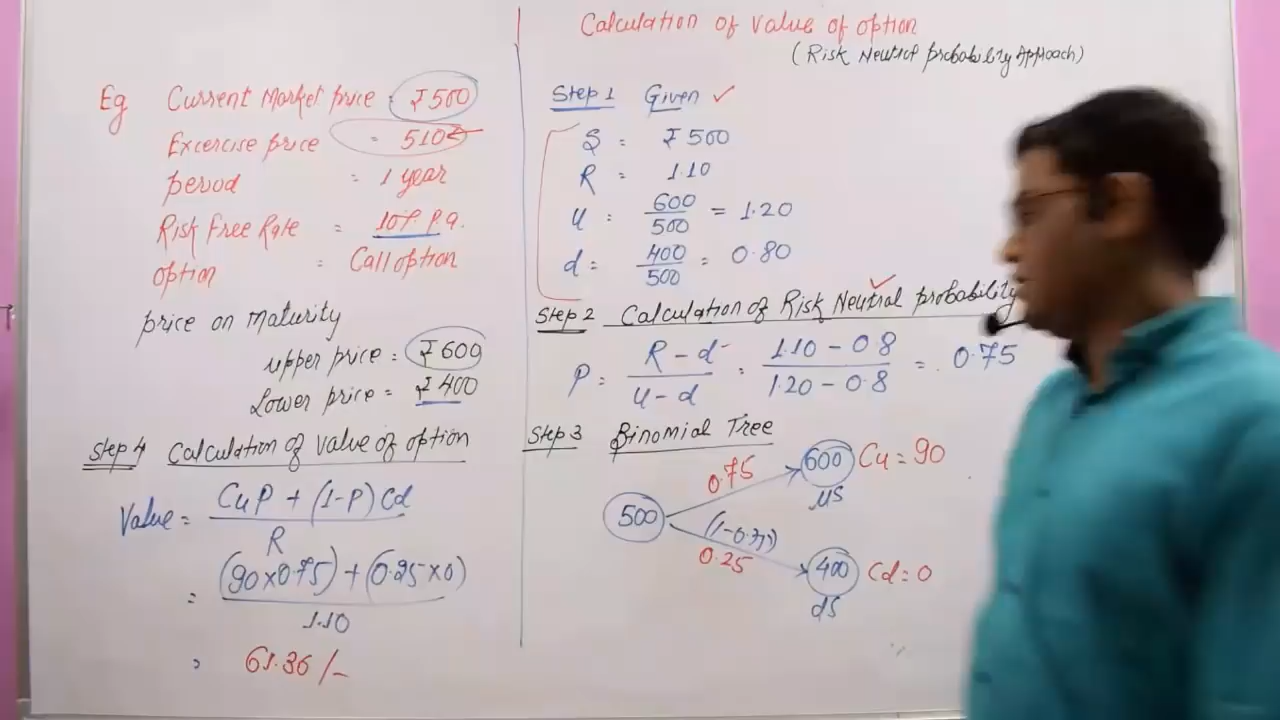 Calculation of value of option
(Risk Neutral probability Approach)
Eg Current Market price = ₹500
Excercise price = 510
period = 1 year
Risk Free Rate = 10% P.a.
option = Call option
price on maturity
upper price = ₹600
Lower price = ₹400
Step 1 Given ✓
S = ₹500
R = 1.10
u = 600/500 = 1.20
d = 400/500 = 0.80
Step 2 Calculation of Risk Neutral probability
P = R - d / u - d = 1.10 - 0.8 / 1.20 - 0.8 = 0.75
Step 3 Binomial Tree
0.75 600 Cu = 90
uS
500
(1-0.75)
0.25 400 Cd = 0
dS
Step 4 Calculation of value of option
Value = CuP + (1-P) Cd / R
= (90×0.75) + (0.25×0) / 1.10
= 61.36/-